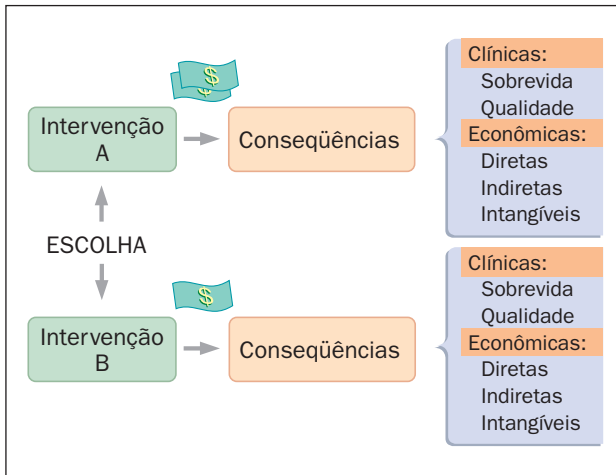 $
$
Intervenção
A
Conseqüências
Clínicas:
Sobrevida
Qualidade
Econômicas:
Diretas
Indiretas
Intangíveis
ESCOLHA
$
Intervenção
B
Conseqüências
Clínicas:
Sobrevida
Qualidade
Econômicas:
Diretas
Indiretas
Intangíveis